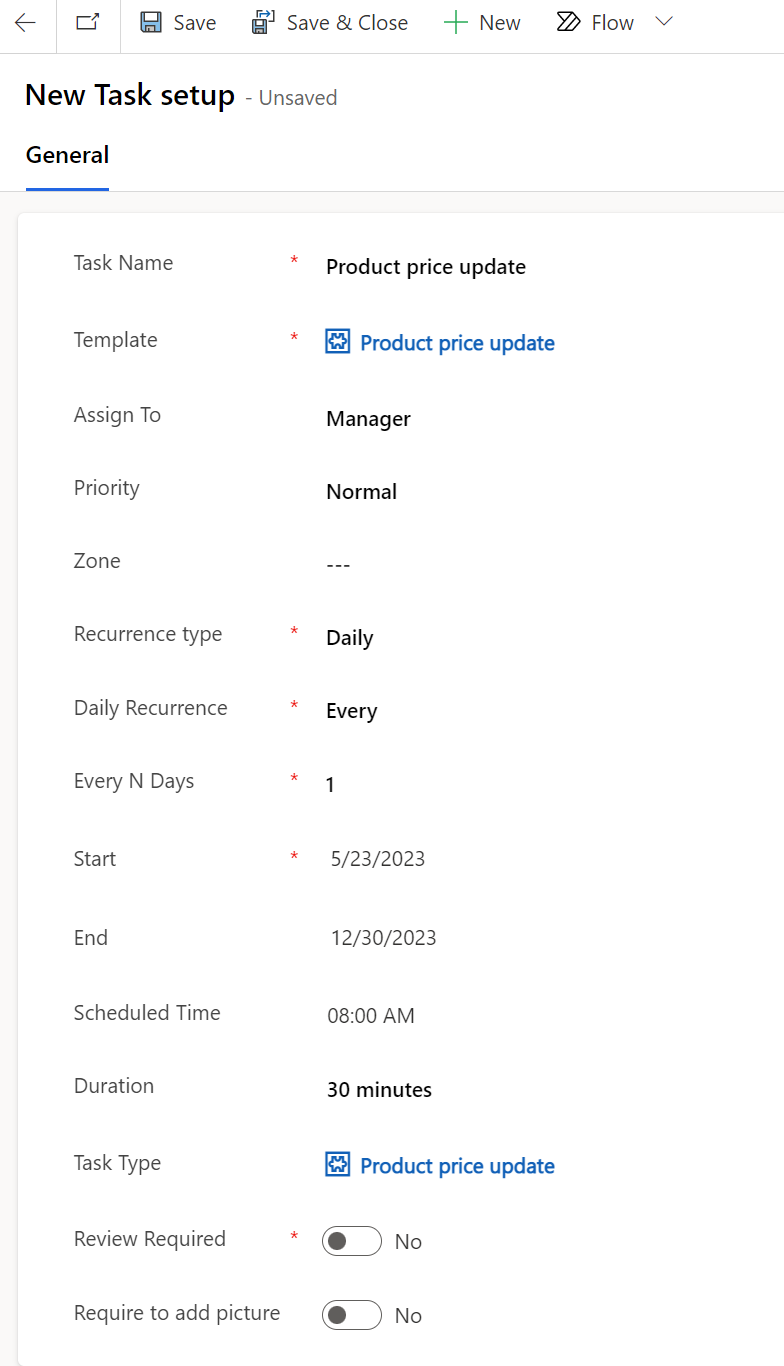 Save Save & Close New Flow
New Task setup - Unsaved
General
Task Name * Product price update
Template * Product price update
Assign To Manager
Priority Normal
Zone ---
Recurrence type * Daily
Daily Recurrence * Every
Every N Days * 1
Start * 5/23/2023
End 12/30/2023
Scheduled Time 08:00 AM
Duration 30 minutes
Task Type Product price update
Review Required * No
Require to add picture No